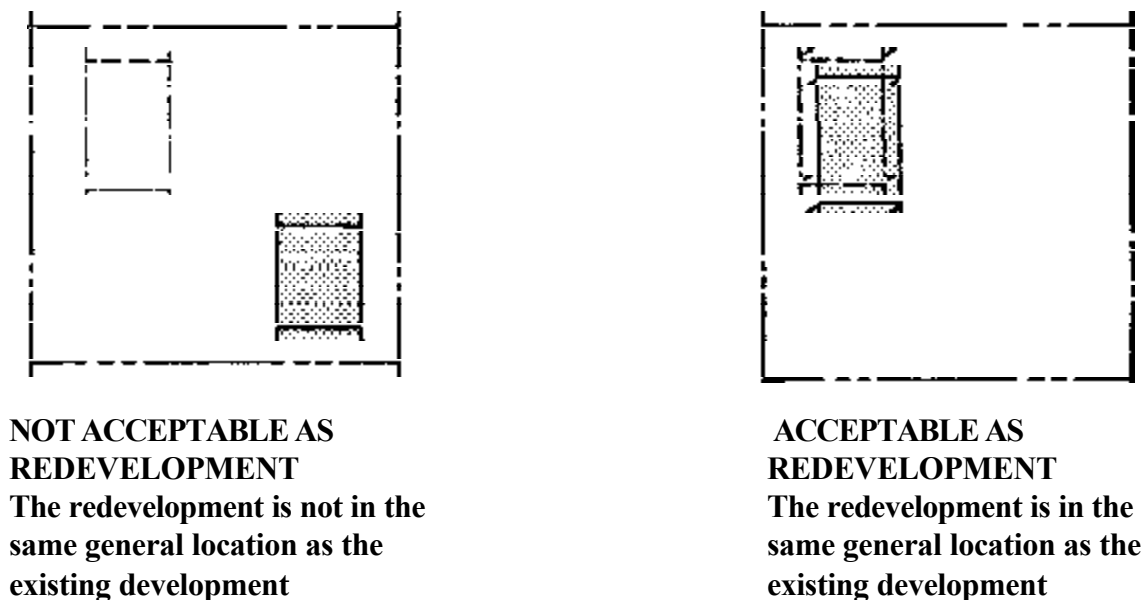 NOT ACCEPTABLE AS
REDEVELOPMENT
The redevelopment is not in the
same general location as the
existing development
ACCEPTABLE AS
REDEVELOPMENT
The redevelopment is in the
same general location as the
existing development